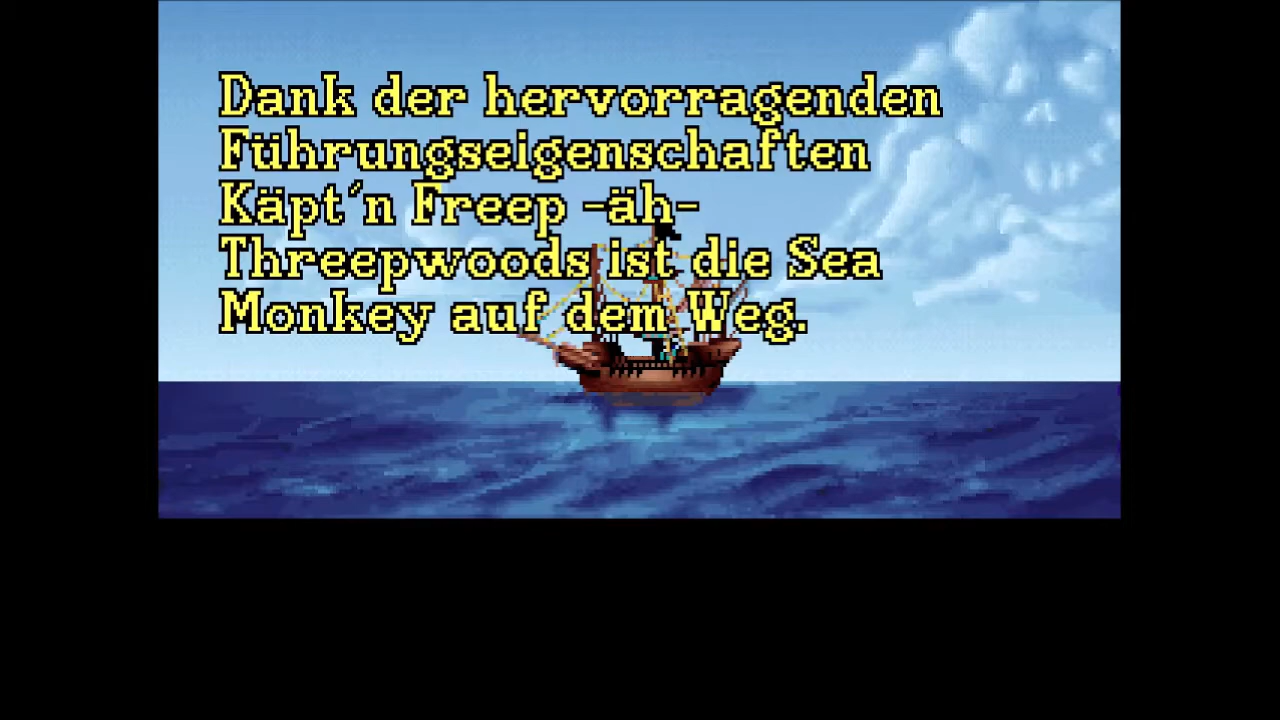 Dank der hervorragenden
Führungseigenschaften
Käpt´n Freep -äh-
Threepwoods ist die Sea
Monkey auf dem Weg.